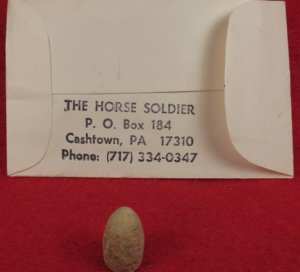 THE HORSE SOLDIER
P. O. Box 184
Cashtown, PA 17310
Phone: (717) 334-0347